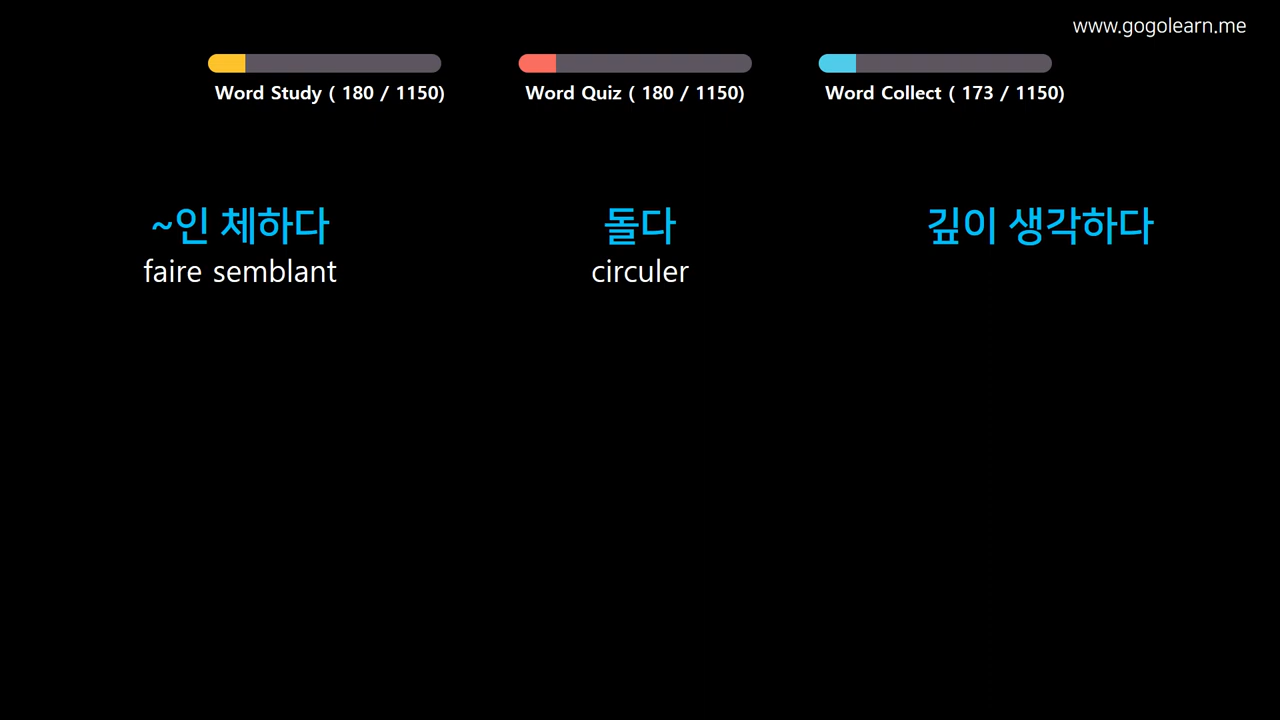 www.gogolearn.me
Word Study ( 180 / 1150)
Word Quiz ( 180 / 1150)
Word Collect ( 173 / 1150)
~인 체하다
faire semblant
돌다
circuler
깊이 생각하다